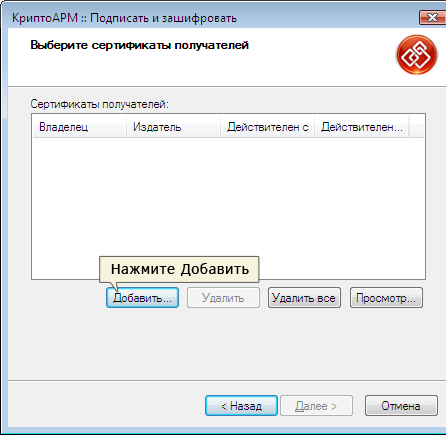 КриптоАРМ :: Подписать и зашифровать
Выберите сертификаты получателей
Сертификаты получателей:
Владелец Издатель Действителен с Действителен...
Нажмите Добавить
Добавить... Удалить Удалить все Просмотр...
< Назад Далее > Отмена